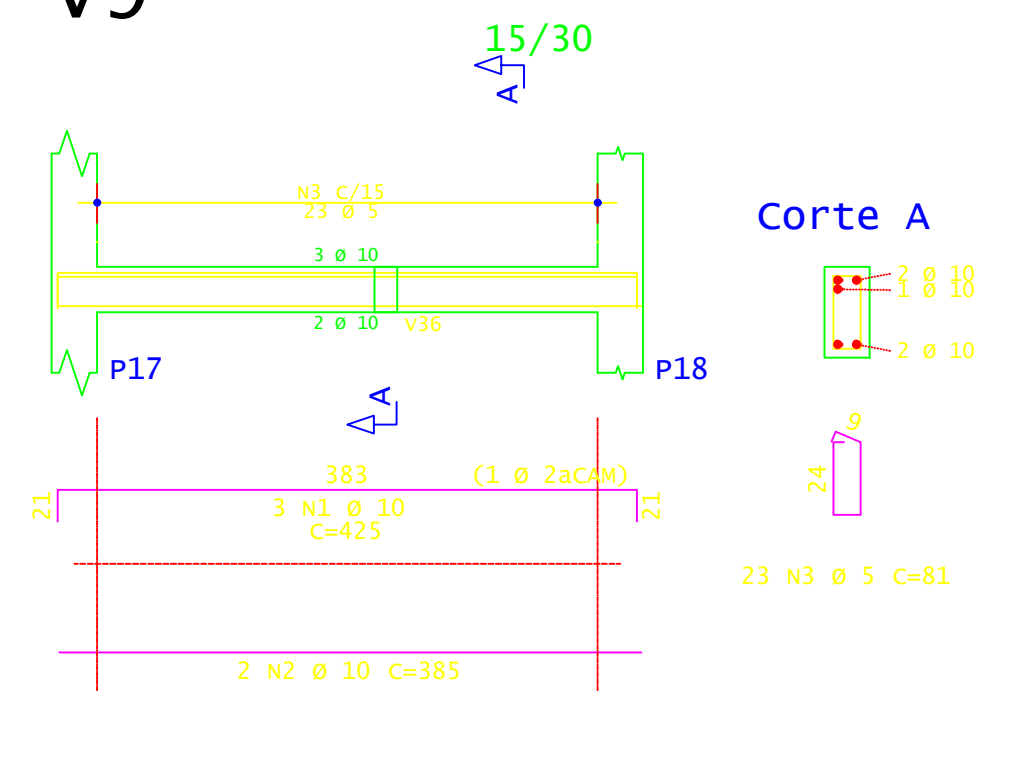 V9
15/30
A
N3 C/15
23 Ø 5
3 Ø 10
2 Ø 10
V36
P17
P18
A
Corte A
2 Ø 10
1 Ø 10
2 Ø 10
383
(1 Ø 2aCAM)
21
21
3 N1 Ø 10
C=425
2 N2 Ø 10 C=385
9
24
23 N3 Ø 5 C=81